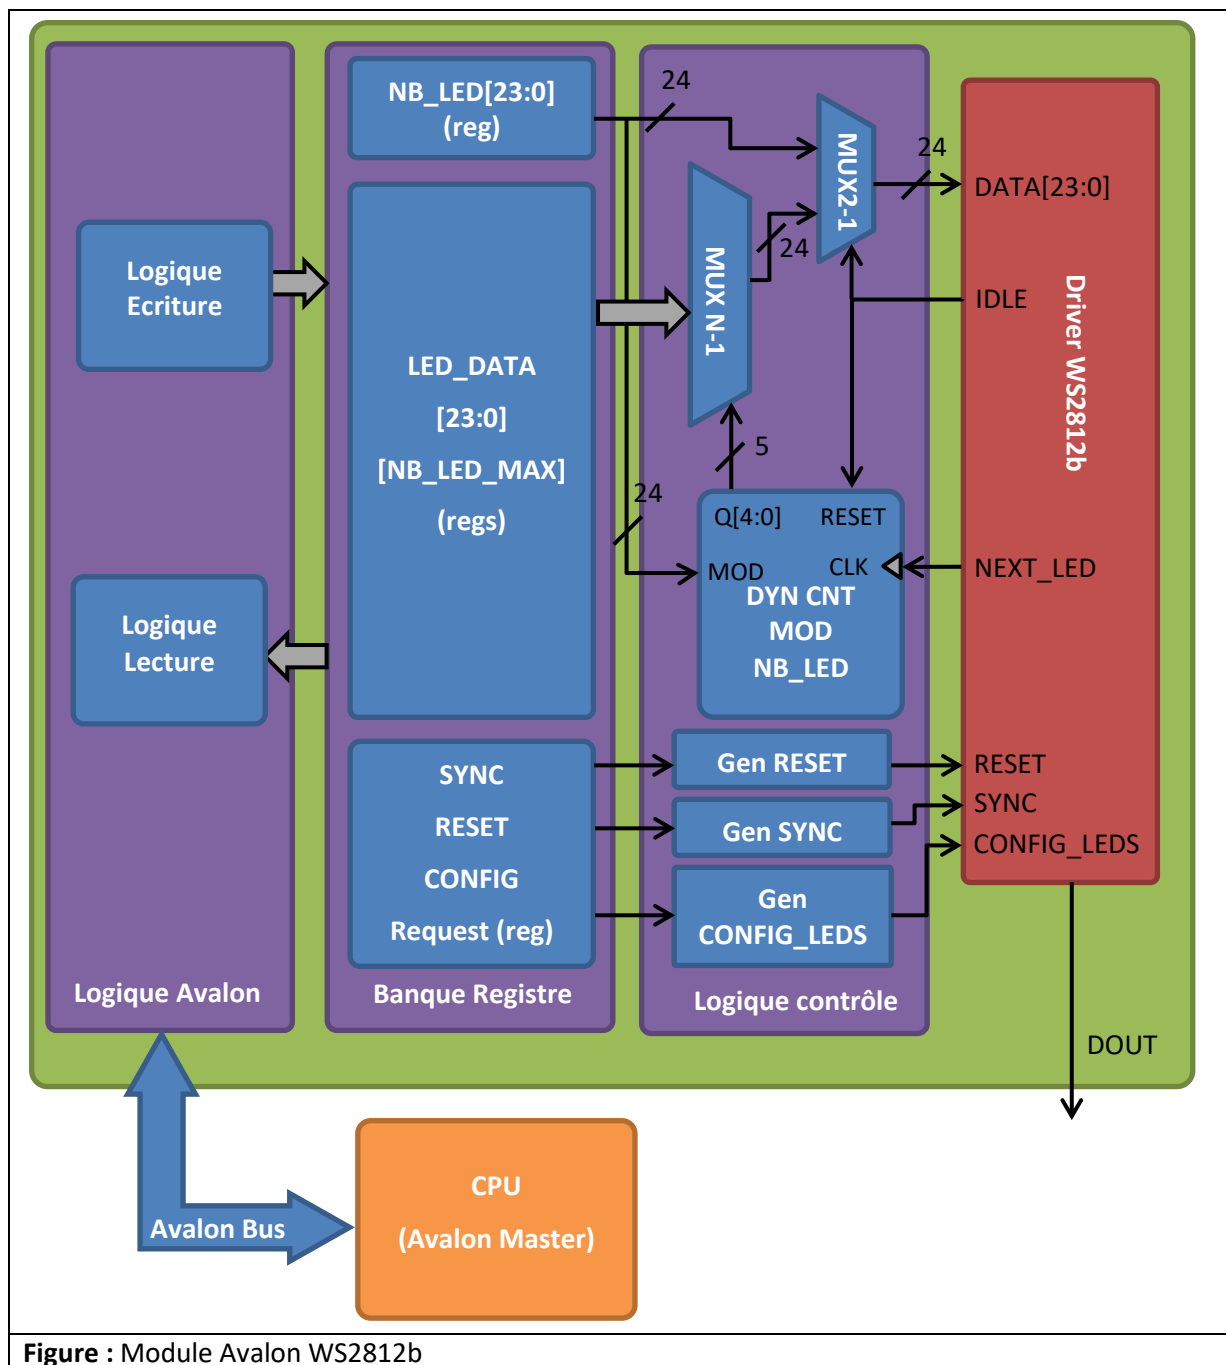 NB_LED[23:0]
(reg)
24
MUX2-1
24
DATA[23:0]
Logique
Ecriture
LED_DATA
[23:0]
[NB_LED_MAX]
(regs)
MUX N-1
24
IDLE
Driver WS2812b
5
24
Q[4:0]
RESET
MOD
CLK
NEXT_LED
DYN CNT
MOD
NB_LED
Logique
Lecture
SYNC
RESET
CONFIG
Request (reg)
Gen RESET
RESET
Gen SYNC
SYNC
Gen
CONFIG_LEDS
CONFIG_LEDS
Logique Avalon
Banque Registre
Logique contrôle
DOUT
CPU
(Avalon Master)
Avalon Bus
Figure : Module Avalon WS2812b